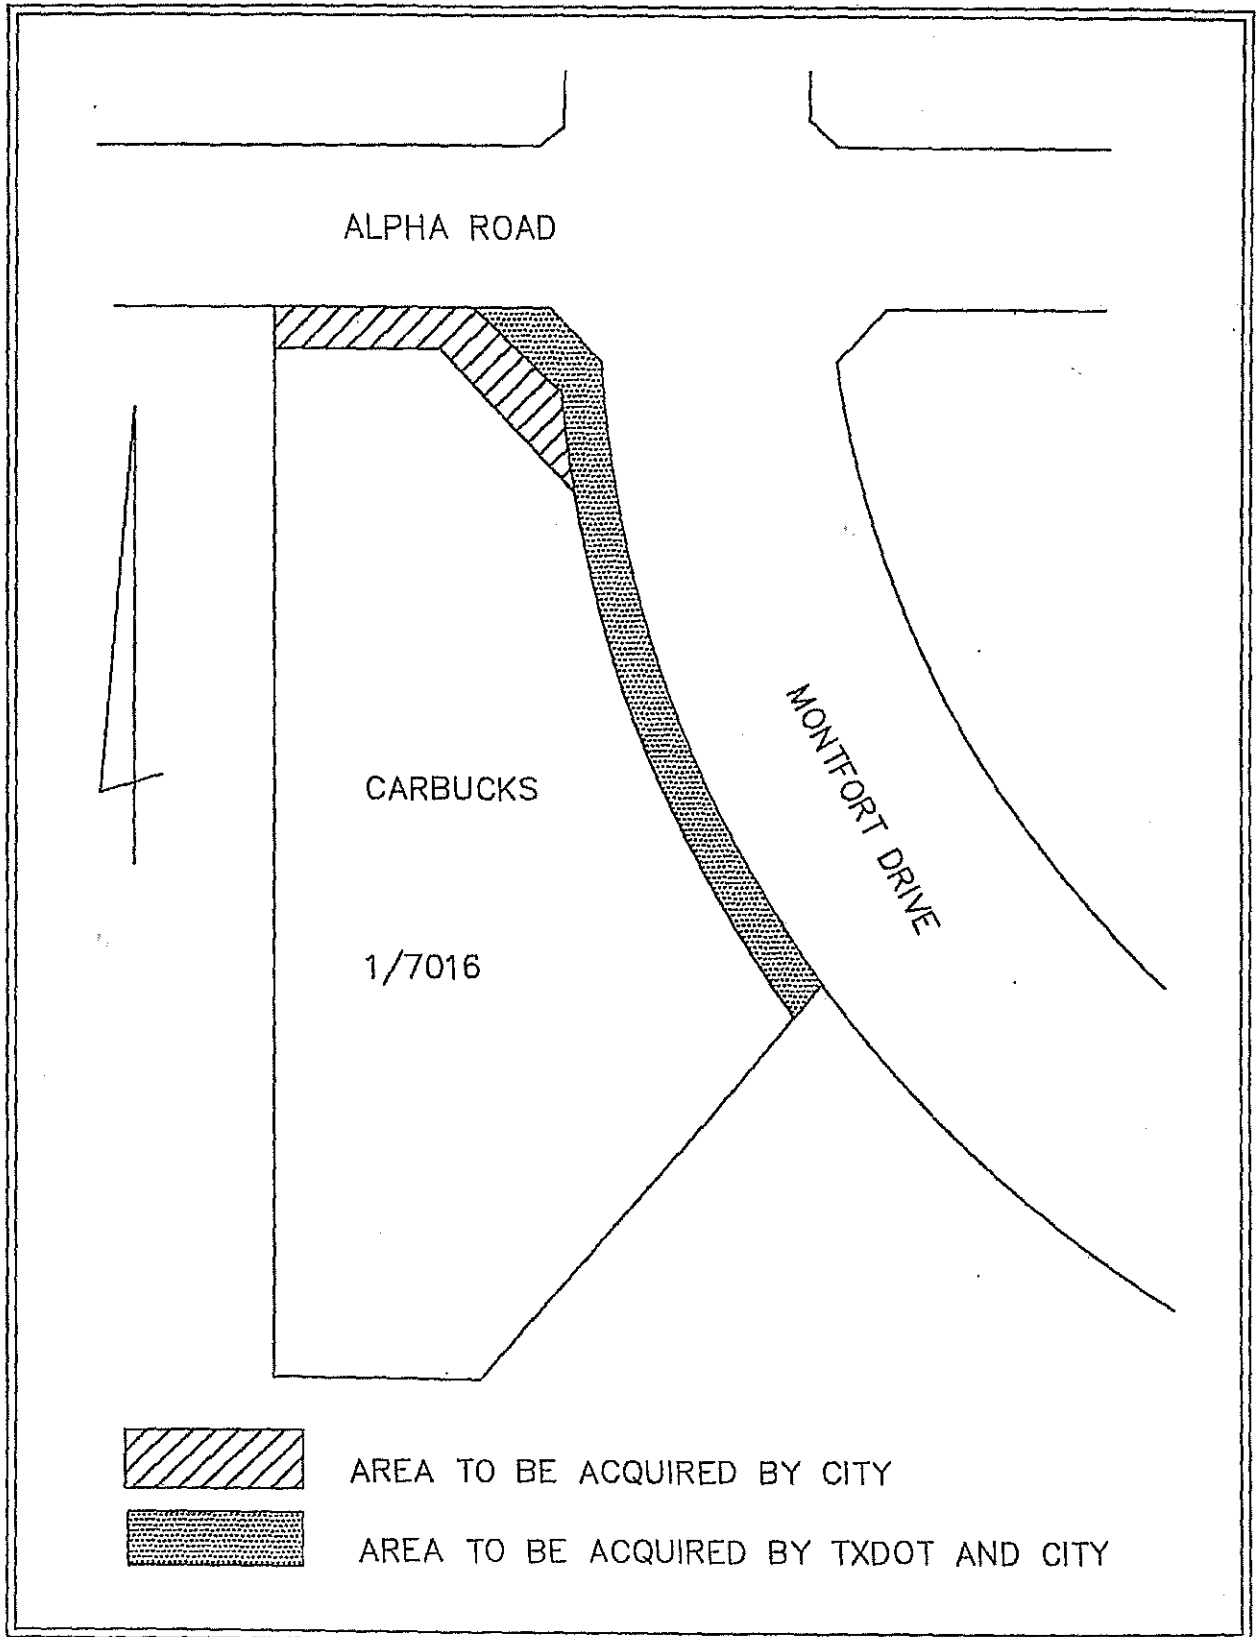 ALPHA ROAD
CARBUCKS
MONTFORT DRIVE
1/7016
AREA TO BE ACQUIRED BY CITY
AREA TO BE ACQUIRED BY TXDOT AND CITY